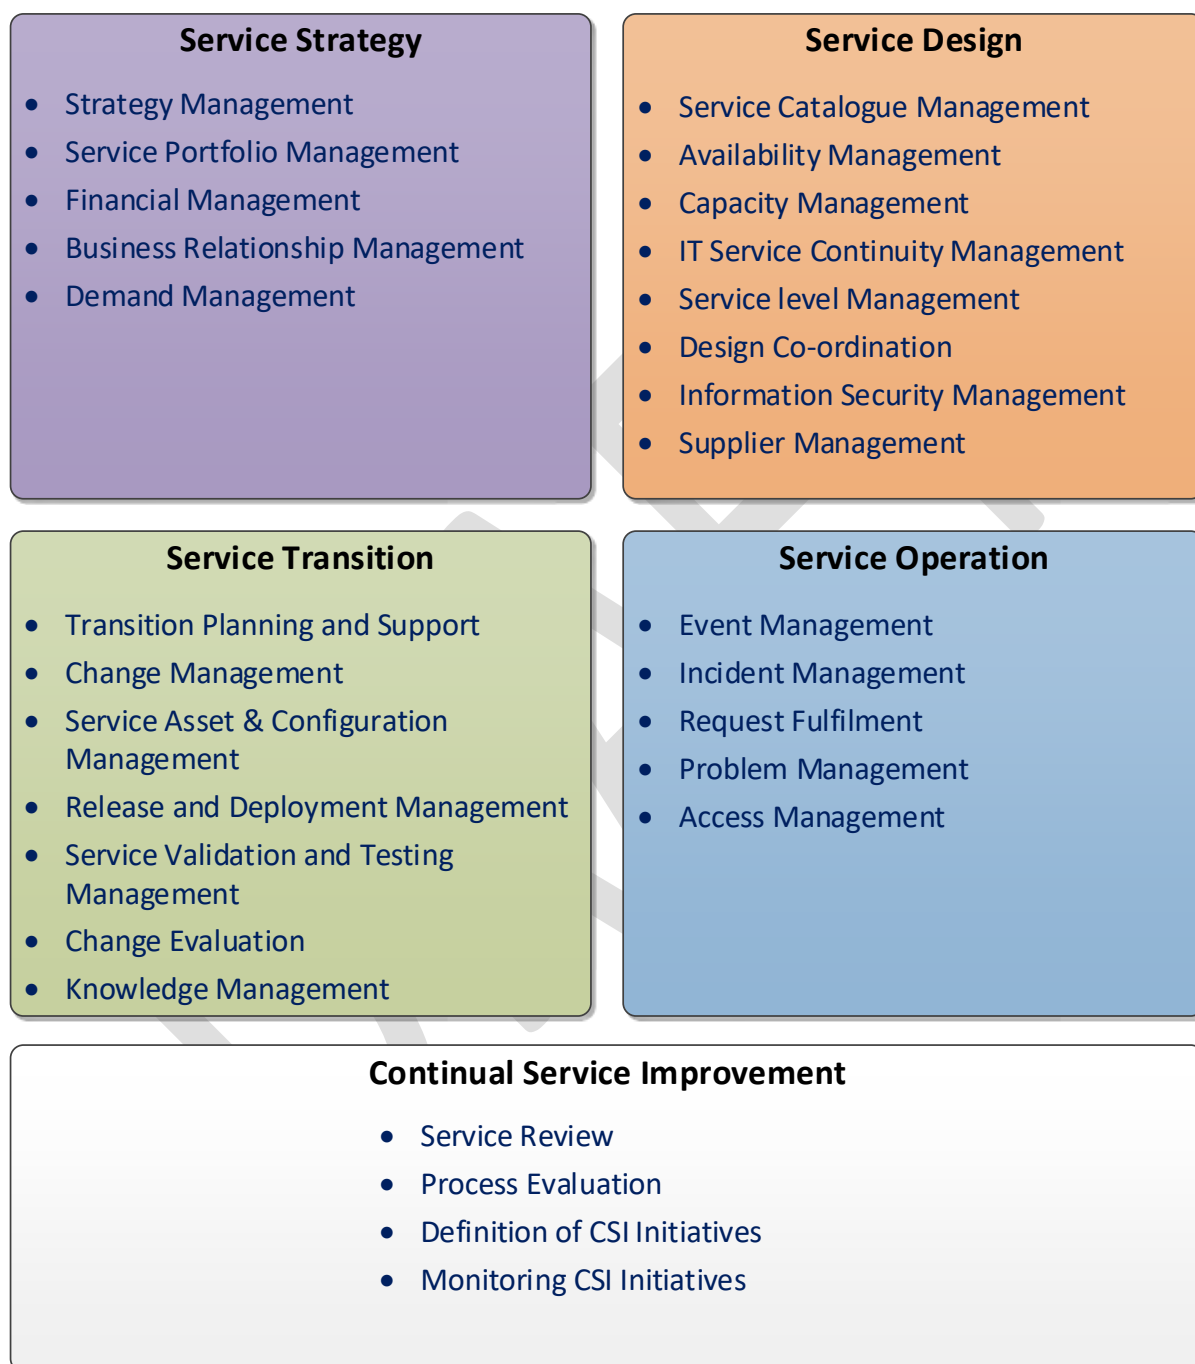 Service Strategy
• Strategy Management
• Service Portfolio Management
• Financial Management
• Business Relationship Management
• Demand Management
Service Design
• Service Catalogue Management
• Availability Management
• Capacity Management
• IT Service Continuity Management
• Service level Management
• Design Co-ordination
• Information Security Management
• Supplier Management
Service Transition
• Transition Planning and Support
• Change Management
• Service Asset & Configuration
Management
• Release and Deployment Management
• Service Validation and Testing
Management
• Change Evaluation
• Knowledge Management
Service Operation
• Event Management
• Incident Management
• Request Fulfilment
• Problem Management
• Access Management
Continual Service Improvement
• Service Review
• Process Evaluation
• Definition of CSI Initiatives
• Monitoring CSI Initiatives